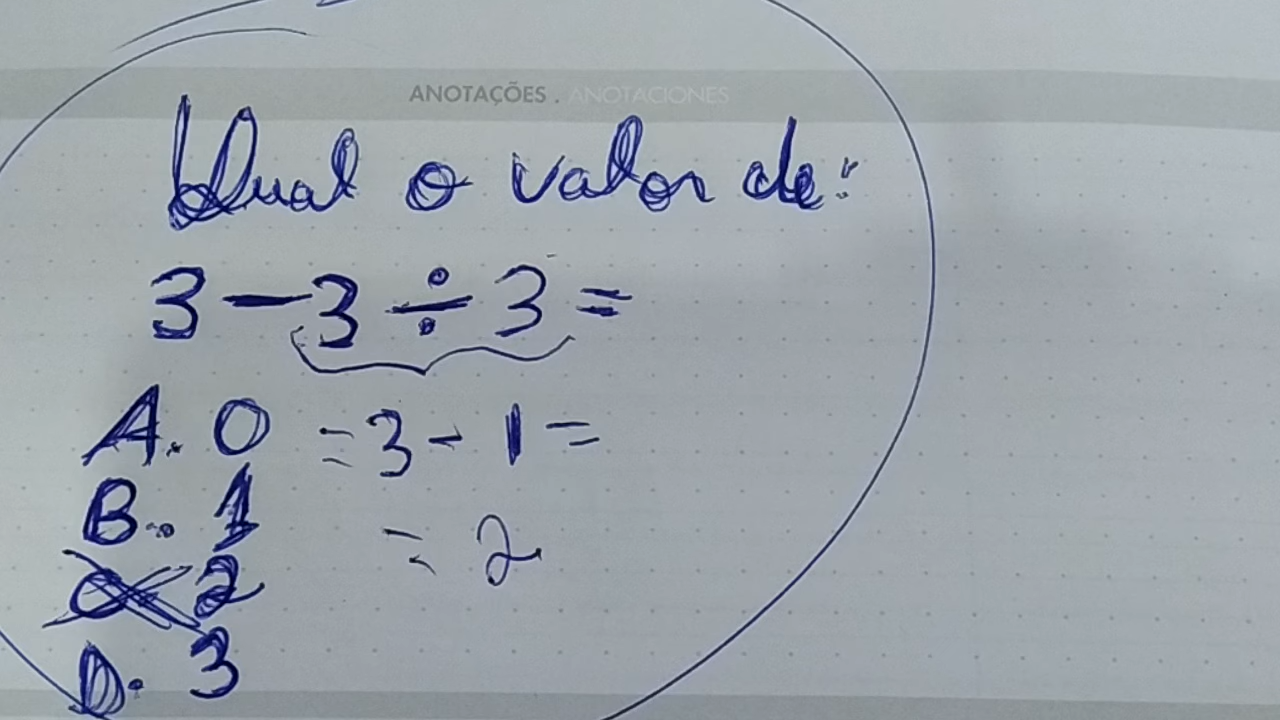 ANOTAÇÕES . ANOTACIONES
Qual o valor de:
3 - 3 ÷ 3 =
A. 0 = 3 - 1 =
B. 1
= 2
C 2
D. 3